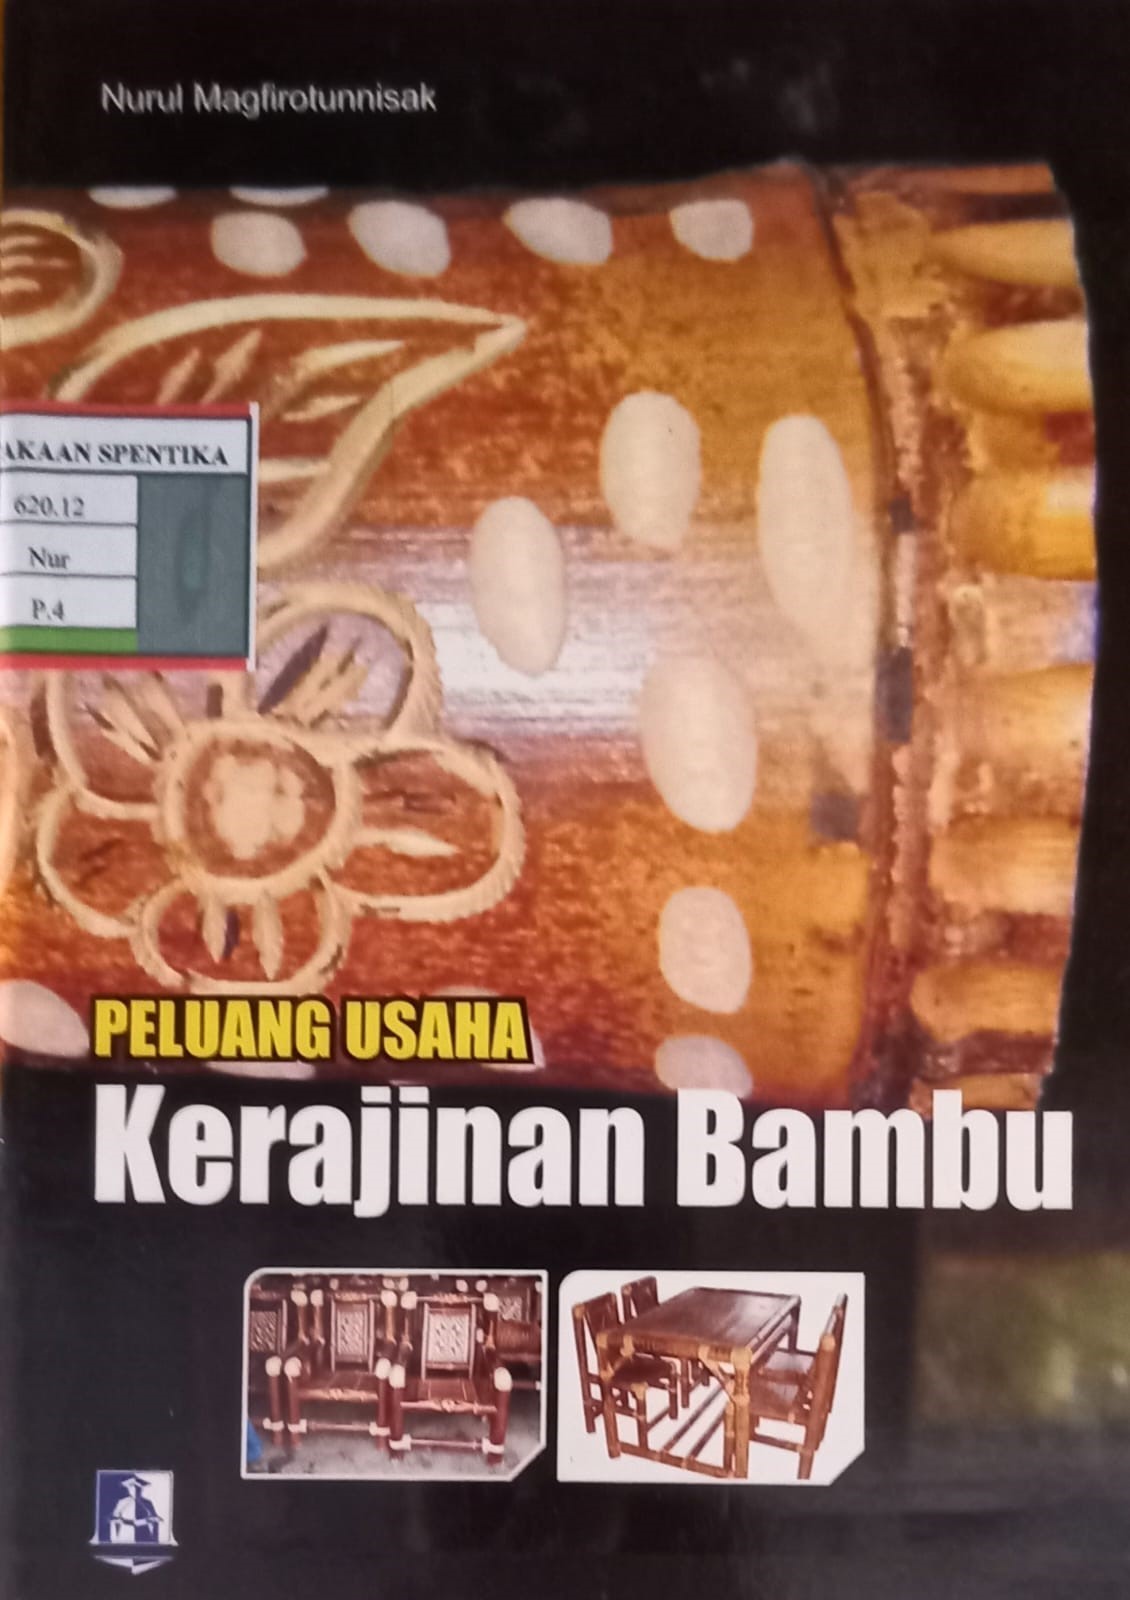 Nurul Magfirotunnisak
AKAAN SPENTIKA
620.12
Nur
P.4
PELUANG USAHA
Kerajinan Bambu